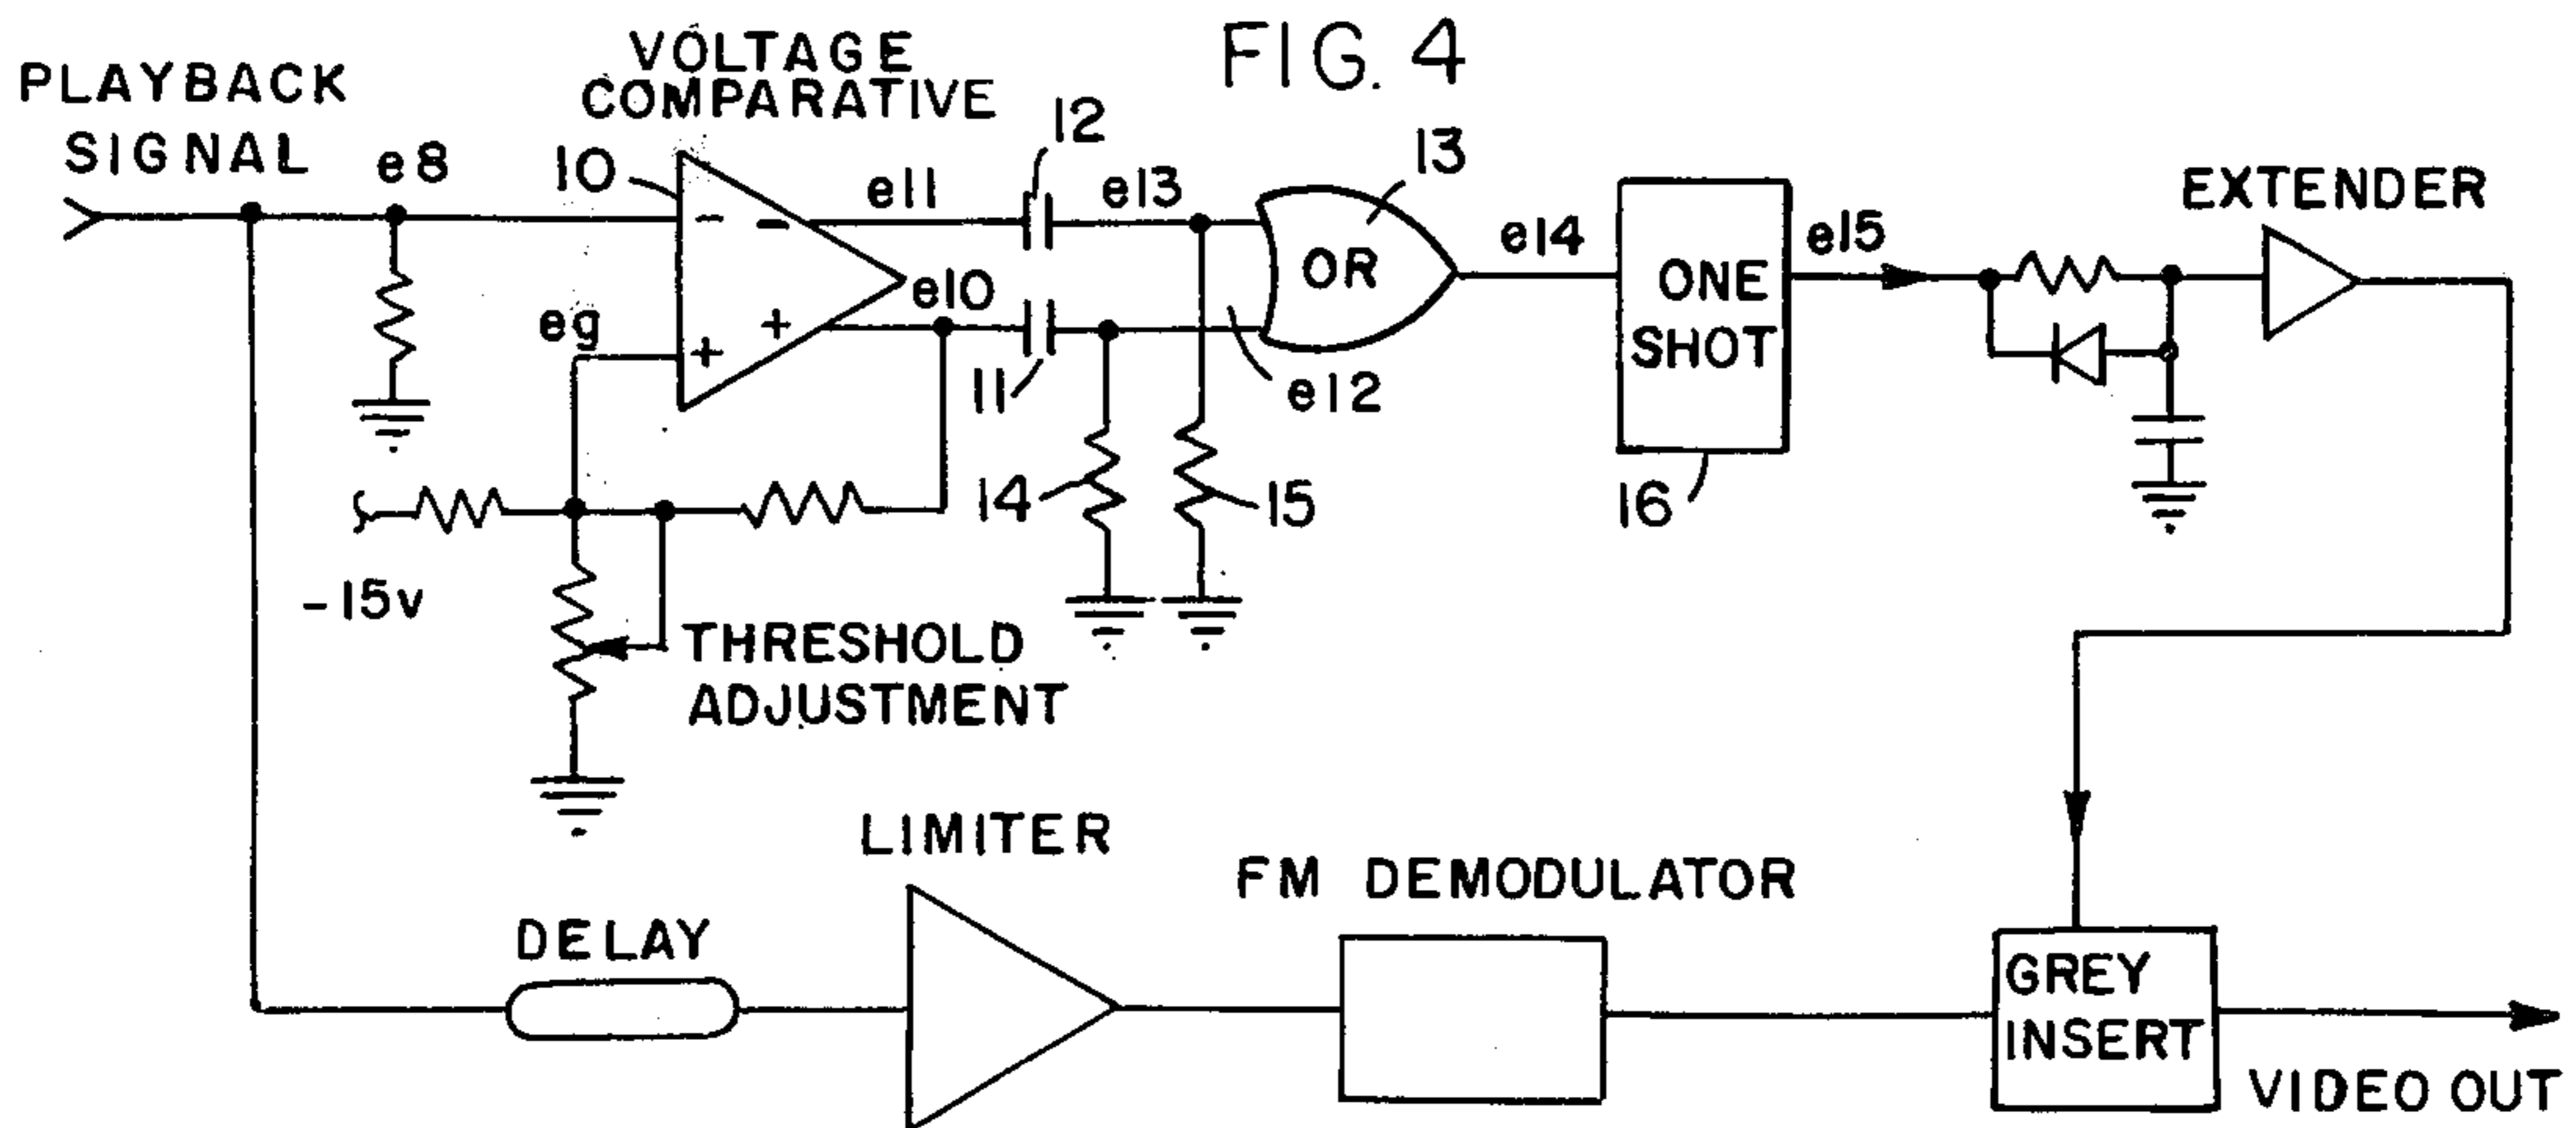 FIG. 4
PLAYBACK
SIGNAL
e8
VOLTAGE
COMPARATIVE
10
-
-
+
+
eg
e11
e10
12
11
e13
e12
13
OR
14
15
e14
ONE
SHOT
16
e15
EXTENDER
-15v
THRESHOLD
ADJUSTMENT
DELAY
LIMITER
FM DEMODULATOR
GREY
INSERT
VIDEO OUT